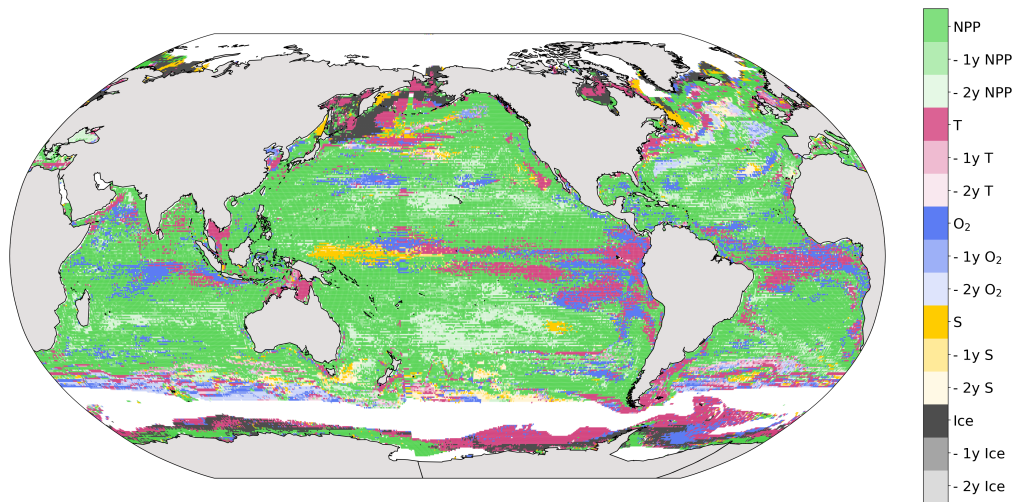 NPP
- 1y NPP
- 2y NPP
T
- 1y T
- 2y T
O₂
- 1y O₂
- 2y O₂
S
- 1y S
- 2y S
Ice
- 1y Ice
- 2y Ice